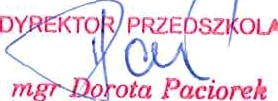 DYREKTOR PRZEDSZKOLA
mgr Dorota Paciorek